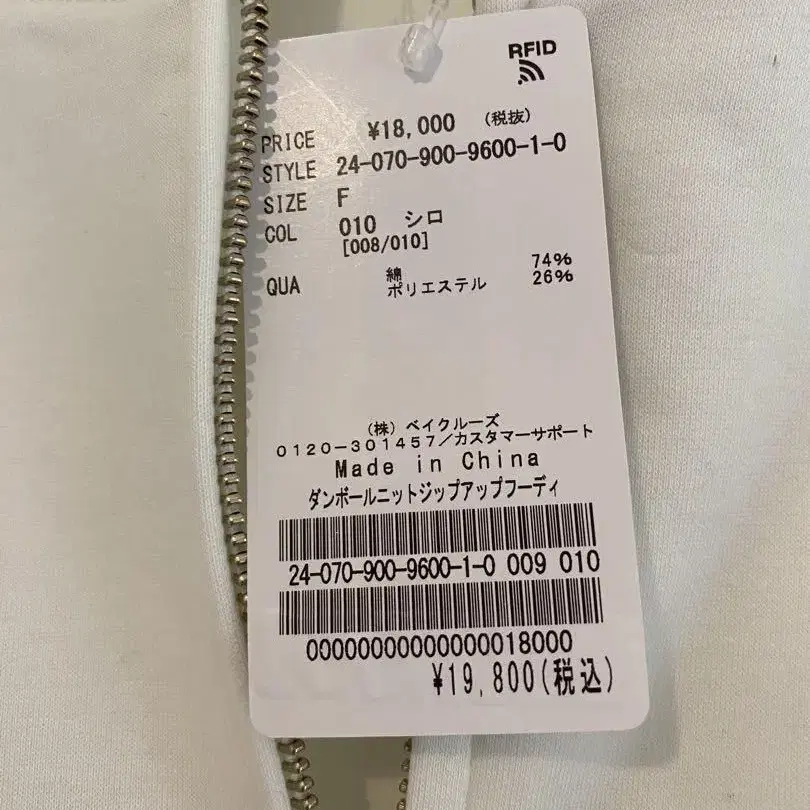 RFID
PRICE ¥18,000 (税抜)
STYLE 24-070-900-9600-1-0
SIZE F
COL 010 シロ
[008/010]
QUA 綿 74%
ポリエステル 26%
(株) ベイクルーズ
0120-301457/カスタマーサポート
Made in China
ダンボールニットジップアップフーディ
24-070-900-9600-1-0 009 010
00000000000000018000
¥19,800(税込)